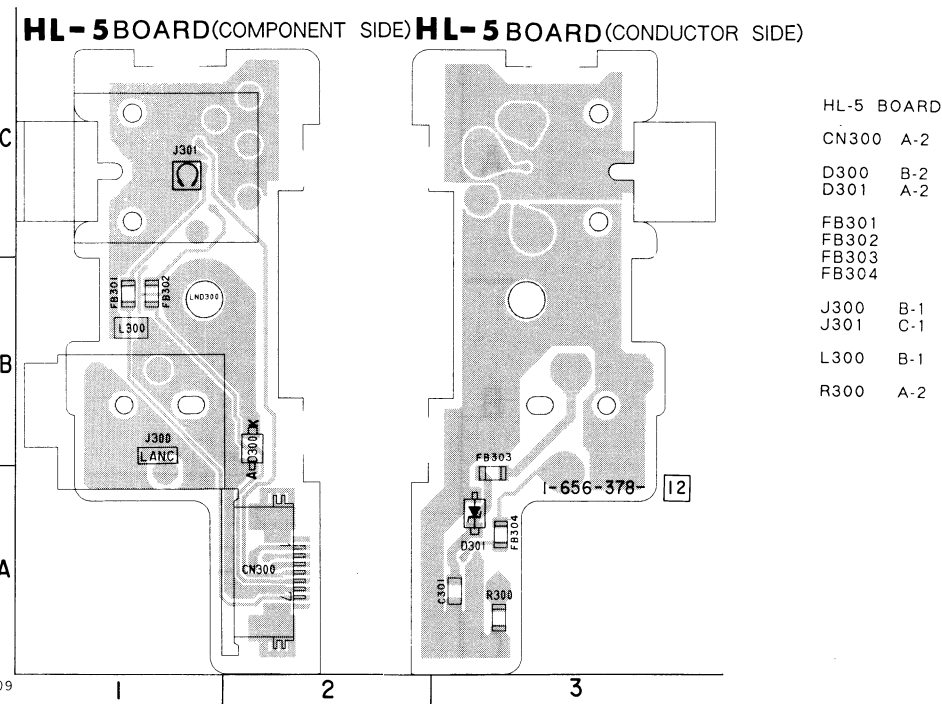 HL-5 BOARD(COMPONENT SIDE) HL-5 BOARD(CONDUCTOR SIDE)
HL-5 BOARD
CN300 A-2
D300 B-2
D301 A-2
FB301
FB302
FB303
FB304
J300 B-1
J301 C-1
L300 B-1
R300 A-2
C
J301
FB301
FB302
LND300
L300
B
J300
LANC
K
D300
A
FB303
1-656-378- 12
D301
FB304
A
CN300
C301
R300
09
1 2 3